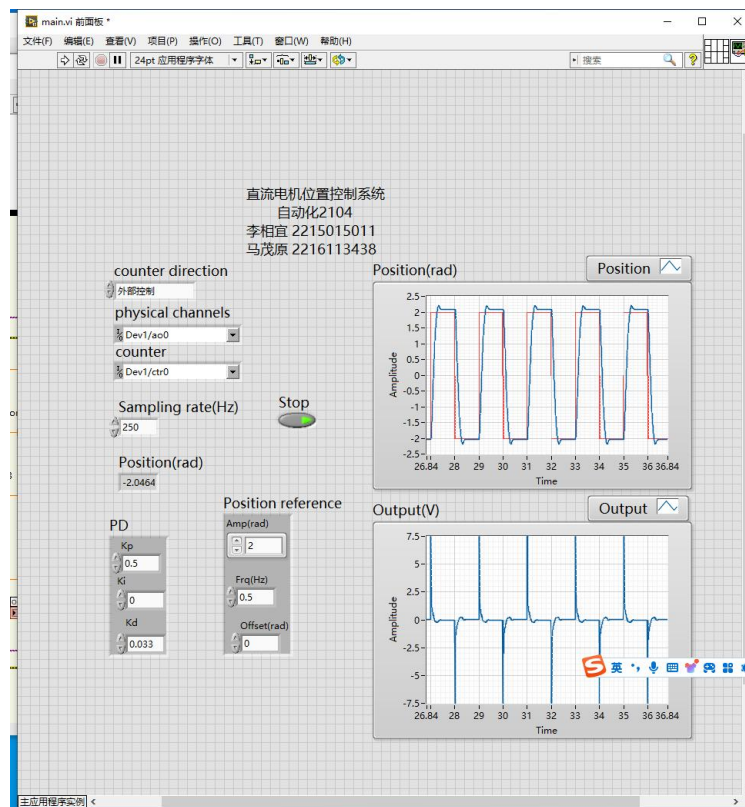 main.vi 前面板 *
文件(F) 编辑(E) 查看(V) 项目(P) 操作(O) 工具(T) 窗口(W) 帮助(H)
24pt 应用程序字体
搜索
直流电机位置控制系统
自动化2104
李相宜 2215015011
马茂原 2216113438
counter direction
外部控制
physical channels
Dev1/ao0
counter
Dev1/ctr0
Sampling rate(Hz)
250
Stop
Position(rad)
-2.0464
PD
Kp
0.5
Ki
0
Kd
0.033
Position reference
Amp(rad)
2
Frq(Hz)
0.5
Offset(rad)
0
Position(rad)
Position
Amplitude
2.5
2
1.5
1
0.5
0
-0.5
-1
-1.5
-2
-2.5
26.84 28 29 30 31 32 33 34 35 36 36.84
Time
Output(V)
Output
Amplitude
7.5
5
2.5
0
-2.5
-5
-7.5
26.84 28 29 30 31 32 33 34 35 36 36.84
Time
英
主应用程序实例